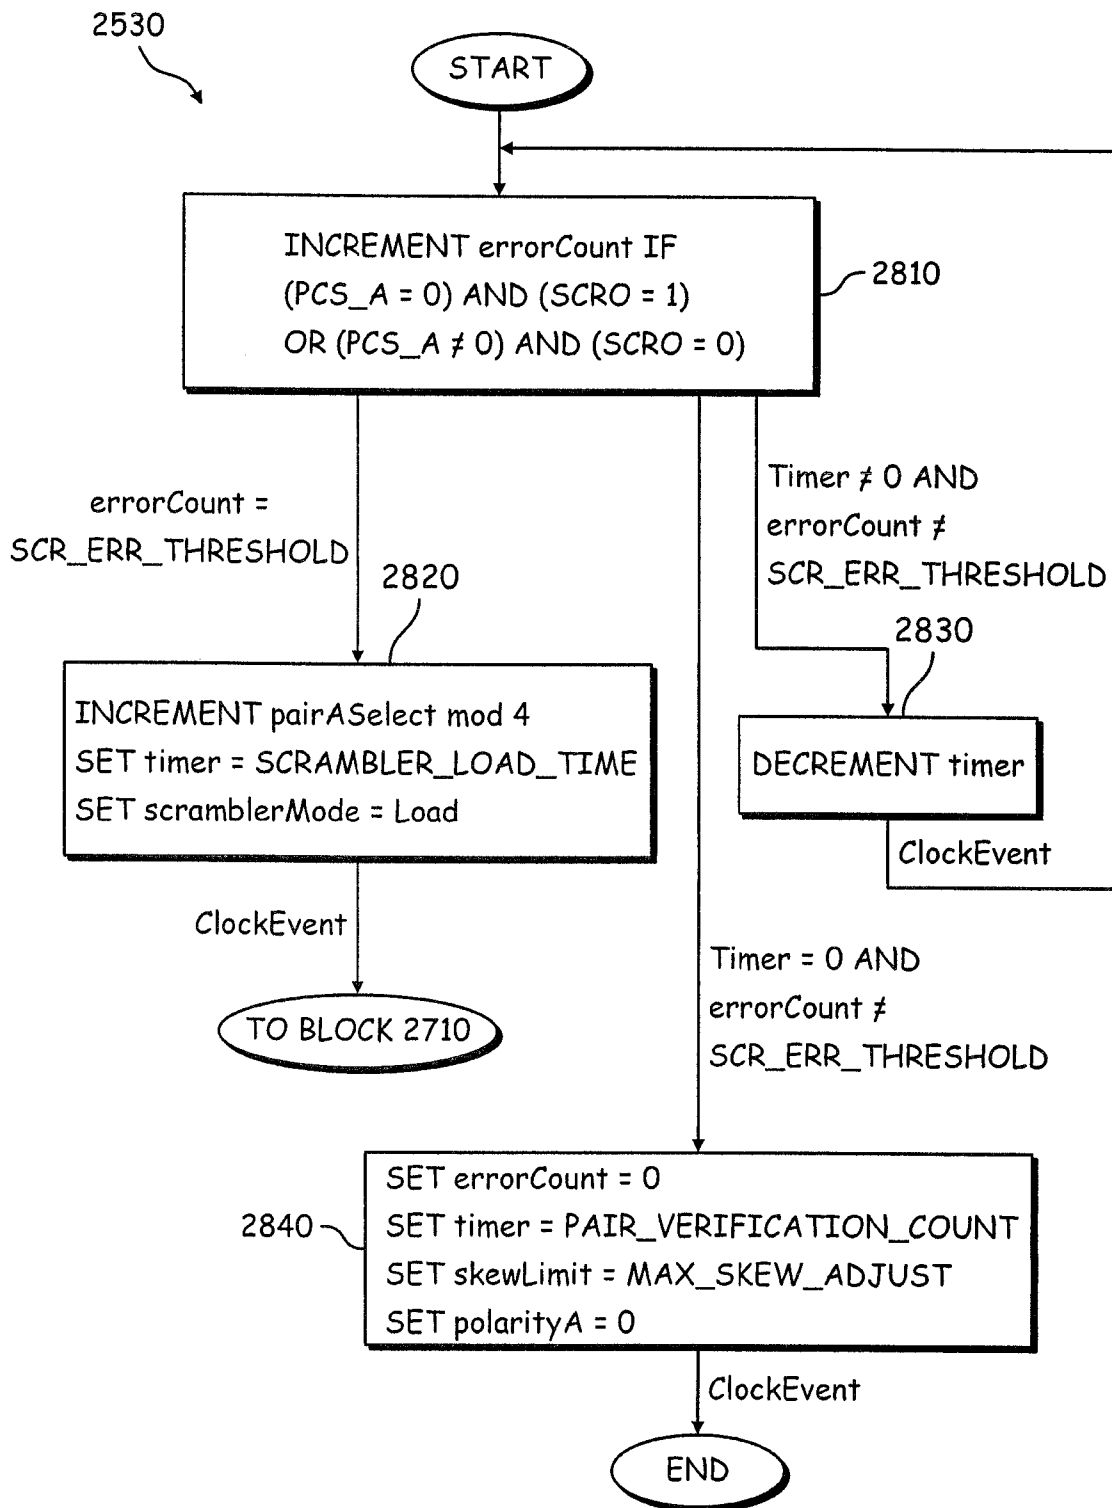 2530
START
INCREMENT errorCount IF
(PCS_A = 0) AND (SCRO = 1)
OR (PCS_A ≠ 0) AND (SCRO = 0)
2810
errorCount =
SCR_ERR_THRESHOLD
Timer ≠ 0 AND
errorCount ≠
SCR_ERR_THRESHOLD
2820
INCREMENT pairASelect mod 4
SET timer = SCRAMBLER_LOAD_TIME
SET scramblerMode = Load
2830
DECREMENT timer
ClockEvent
ClockEvent
TO BLOCK 2710
Timer = 0 AND
errorCount ≠
SCR_ERR_THRESHOLD
2840
SET errorCount = 0
SET timer = PAIR_VERIFICATION_COUNT
SET skewLimit = MAX_SKEW_ADJUST
SET polarityA = 0
ClockEvent
END